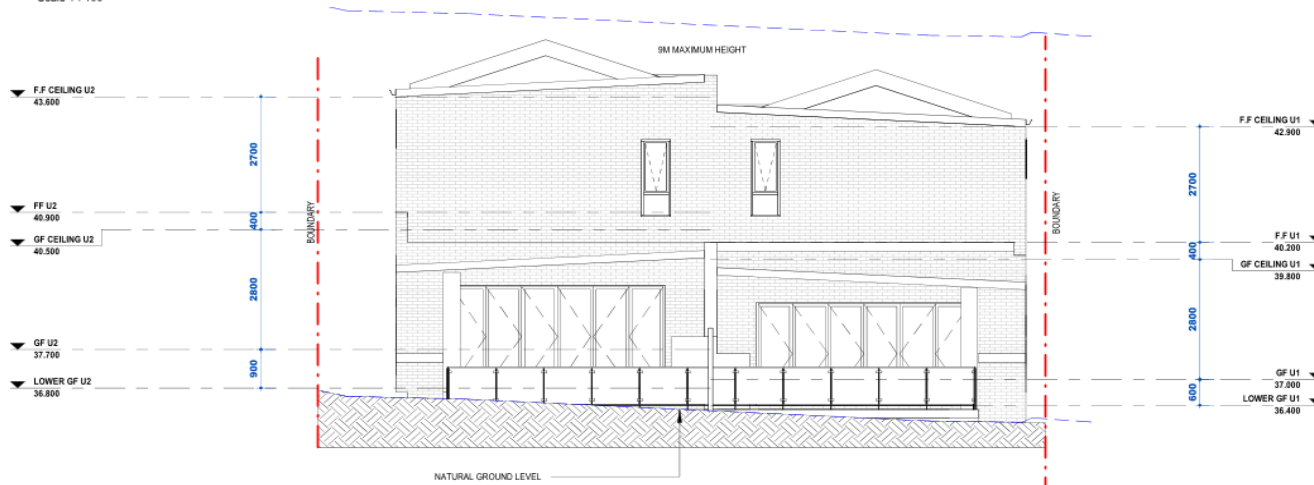 9M MAXIMUM HEIGHT
F.F CEILING U2
43.600
2700
FF U2
40.900
400
GF CEILING U2
40.500
2800
GF U2
37.700
900
LOWER GF U2
36.800
BOUNDARY
BOUNDARY
F.F CEILING U1
42.900
2700
F.F U1
40.200
400
GF CEILING U1
39.800
2800
GF U1
37.000
600
LOWER GF U1
36.400
NATURAL GROUND LEVEL